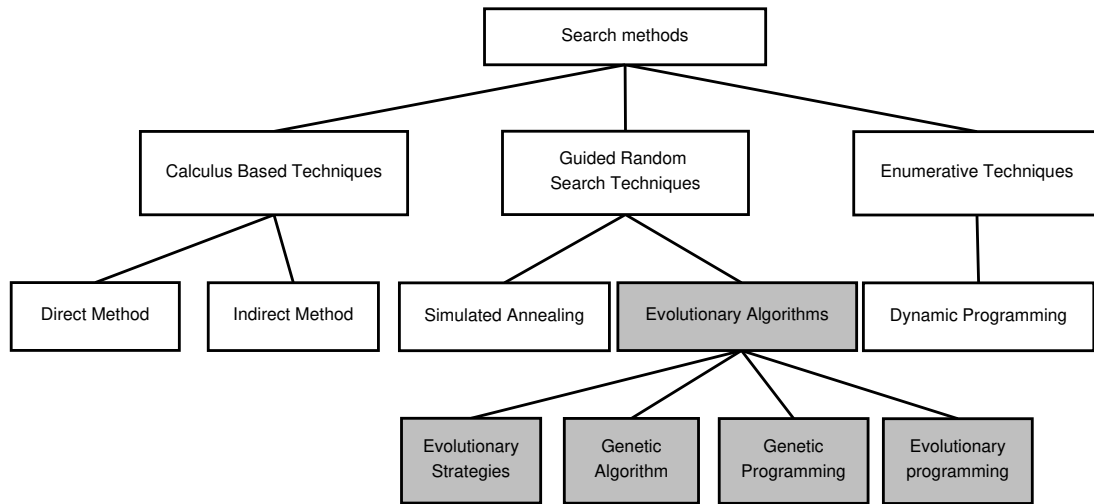 Search methods
Calculus Based Techniques
Guided Random
Search Techniques
Enumerative Techniques
Direct Method
Indirect Method
Simulated Annealing
Evolutionary Algorithms
Dynamic Programming
Evolutionary
Strategies
Genetic
Algorithm
Genetic
Programming
Evolutionary
programming